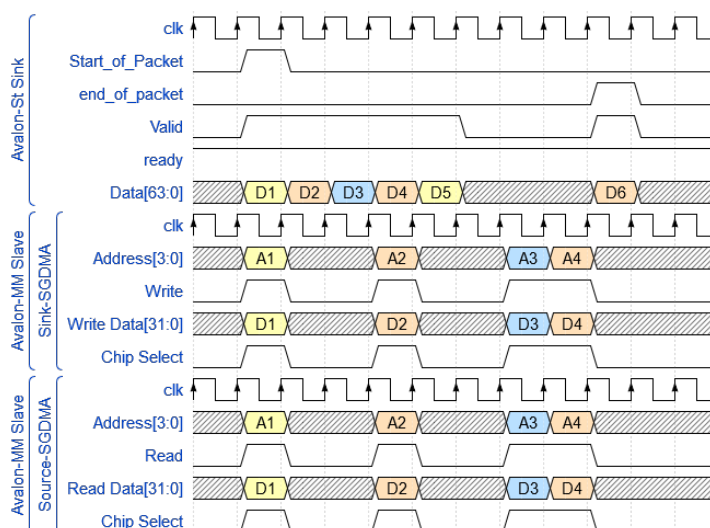 Avalon-St Sink
clk
Start_of_Packet
end_of_packet
Valid
ready
Data[63:0] D1 D2 D3 D4 D5 D6
Avalon-MM Slave
Sink-SGDMA
clk
Address[3:0] A1 A2 A3 A4
Write
Write Data[31:0] D1 D2 D3 D4
Chip Select
Avalon-MM Slave
Source-SGDMA
clk
Address[3:0] A1 A2 A3 A4
Read
Read Data[31:0] D1 D2 D3 D4
Chip Select